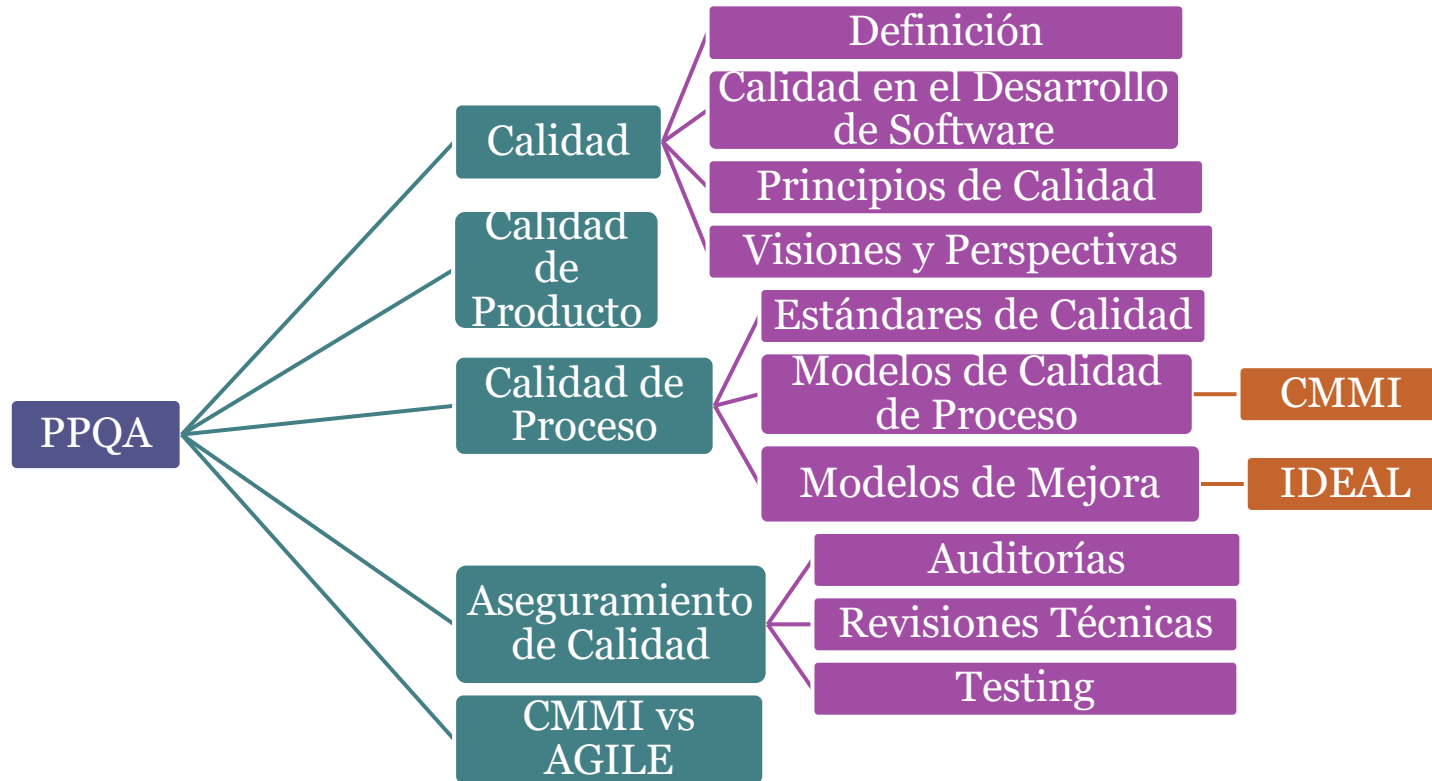 PPQA
Calidad
Definición
Calidad en el Desarrollo
de Software
Principios de Calidad
Visiones y Perspectivas
Calidad
de
Producto
Calidad de
Proceso
Estándares de Calidad
Modelos de Calidad
de Proceso
CMMI
Modelos de Mejora
IDEAL
Aseguramiento
de Calidad
Auditorías
Revisiones Técnicas
Testing
CMMI vs
AGILE